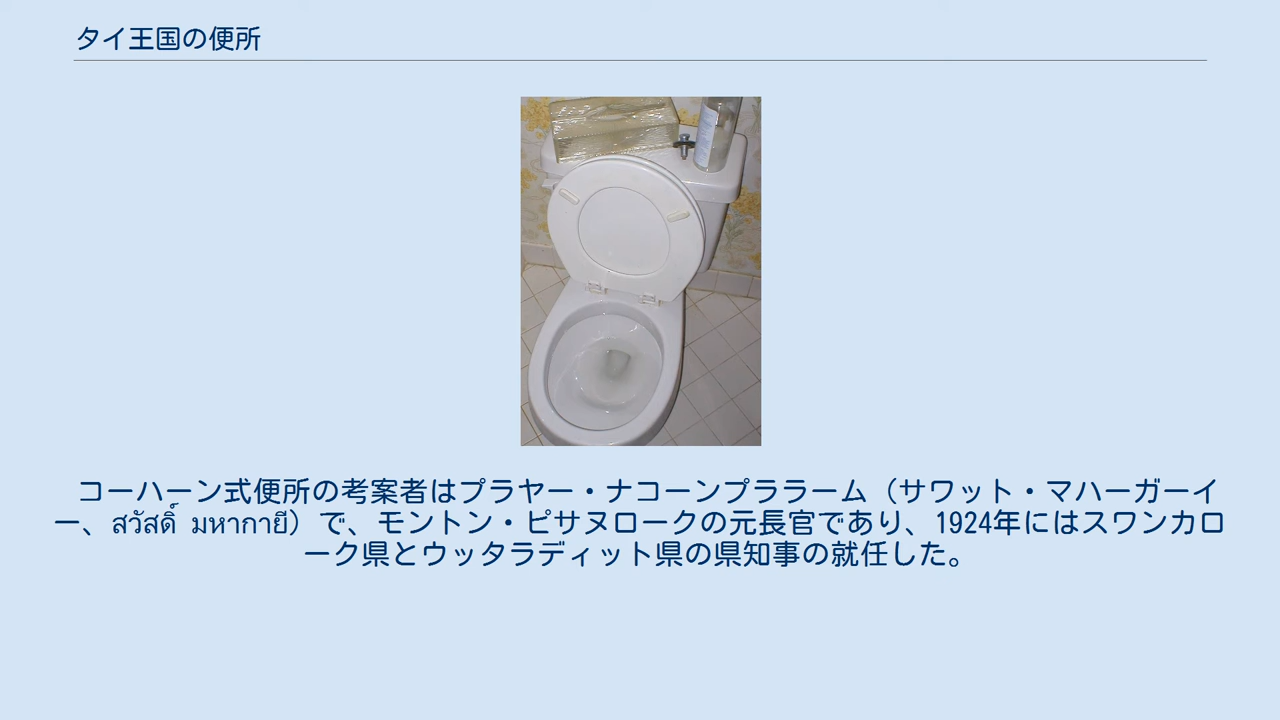 タイ王国の便所
コーハーン式便所の考案者はプラヤー・ナコーンプララーム（サワット・マハーガーイ
ー、สวัสดิ์ มหากายี）で、モントン・ピサヌロークの元長官であり、1924年にはスワンカロ
ーク県とウッタラディット県の県知事の就任した。